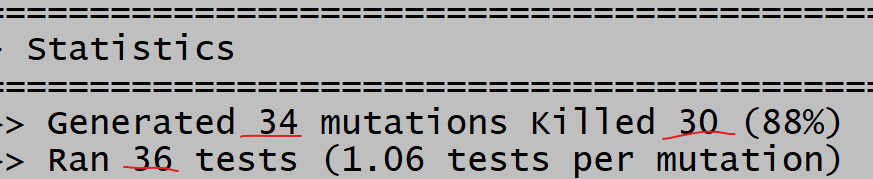 ================================================
- Statistics
================================================
>> Generated 34 mutations Killed 30 (88%)
>> Ran 36 tests (1.06 tests per mutation)